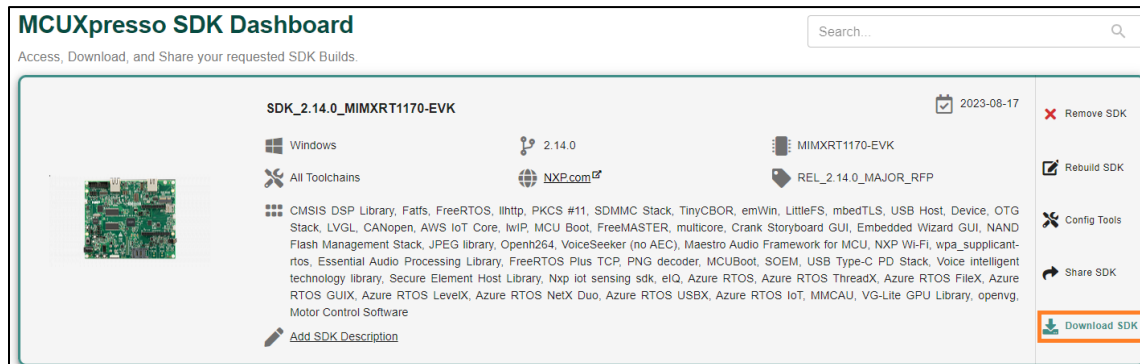 MCUXpresso SDK Dashboard
Search...
Access, Download, and Share your requested SDK Builds.
SDK_2.14.0_MIMXRT1170-EVK
2023-08-17
Remove SDK
Windows
2.14.0
MIMXRT1170-EVK
All Toolchains
NXP.com
REL_2.14.0_MAJOR_RFP
Rebuild SDK
CMSIS DSP Library, Fatfs, FreeRTOS, llhttp, PKCS #11, SDMMC Stack, TinyCBOR, emWin, LittleFS, mbedTLS, USB Host, Device, OTG
Stack, LVGL, CANopen, AWS IoT Core, lwIP, MCU Boot, FreeMASTER, multicore, Crank Storyboard GUI, Embedded Wizard GUI, NAND
Flash Management Stack, JPEG library, Openh264, VoiceSeeker (no AEC), Maestro Audio Framework for MCU, NXP Wi-Fi, wpa_supplicant-
rtos, Essential Audio Processing Library, FreeRTOS Plus TCP, PNG decoder, MCUBoot, SOEM, USB Type-C PD Stack, Voice intelligent
technology library, Secure Element Host Library, Nxp iot sensing sdk, eIQ, Azure RTOS, Azure RTOS ThreadX, Azure RTOS FileX, Azure
RTOS GUIX, Azure RTOS LevelX, Azure RTOS NetX Duo, Azure RTOS USBX, Azure RTOS IoT, MMCAU, VG-Lite GPU Library, openvg,
Motor Control Software
Config Tools
Share SDK
Add SDK Description
Download SDK